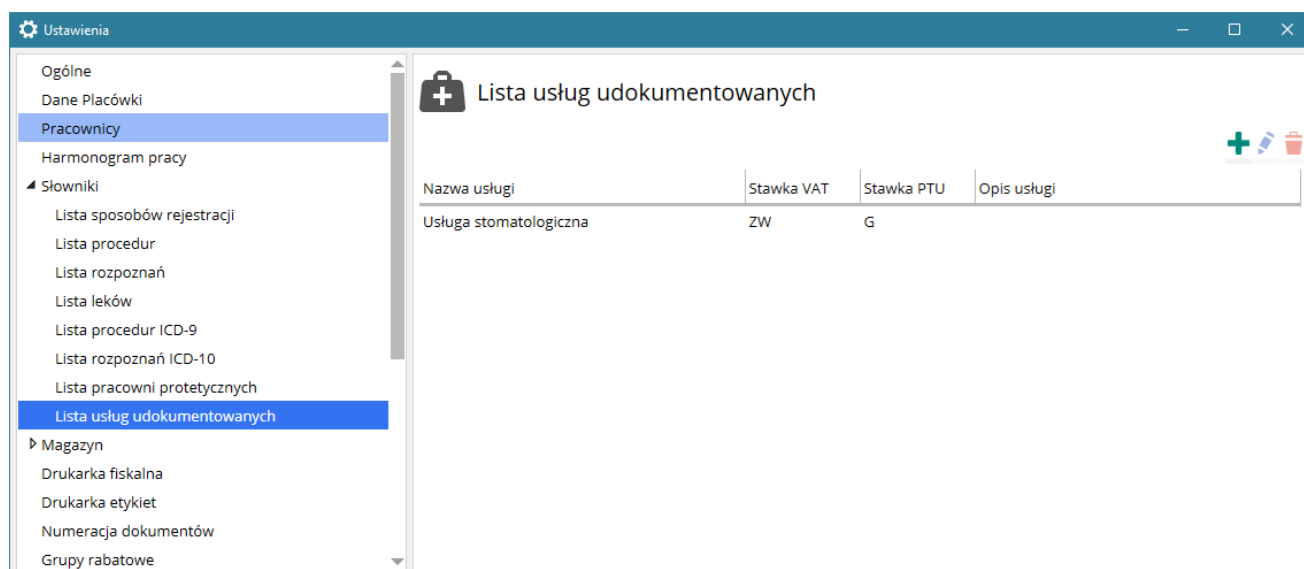 Ustawienia
Ogólne
Dane Placówki
Pracownicy
Harmonogram pracy
Słowniki
Lista sposobów rejestracji
Lista procedur
Lista rozpoznań
Lista leków
Lista procedur ICD-9
Lista rozpoznań ICD-10
Lista pracowni protetycznych
Lista usług udokumentowanych
Magazyn
Drukarka fiskalna
Drukarka etykiet
Numeracja dokumentów
Grupy rabatowe
Lista usług udokumentowanych
Nazwa usługi Stawka VAT Stawka PTU Opis usługi
Usługa stomatologiczna ZW G